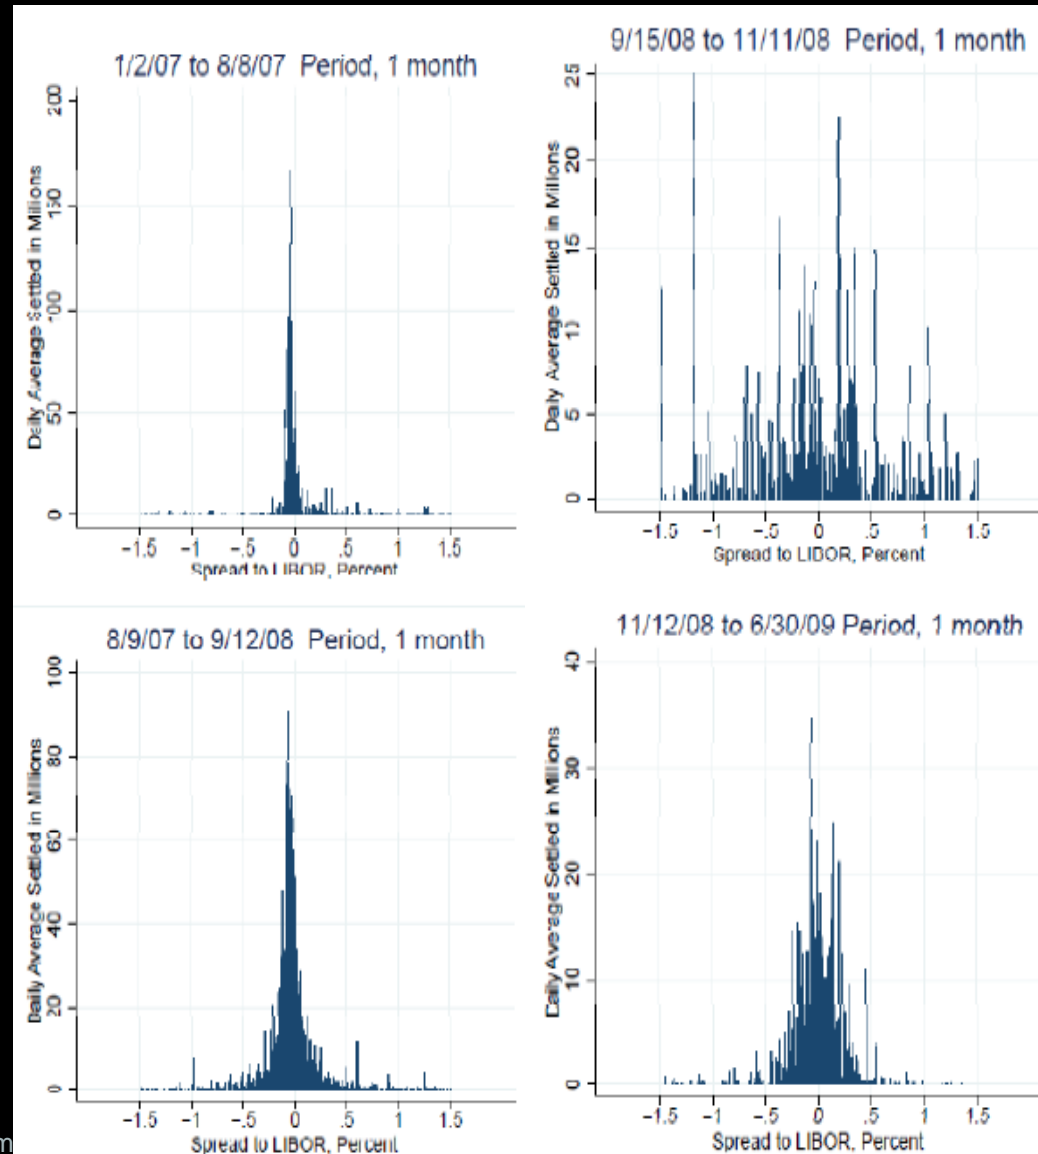 1/2/07 to 8/8/07 Period, 1 month
Daily Average Settled in Millions
200
150
100
50
0
-1.5 -1 -.5 0 .5 1 1.5
Spread to LIBOR, Percent
9/15/08 to 11/11/08 Period, 1 month
Daily Average Settled in Millions
25
20
15
10
5
0
-1.5 -1 -.5 0 .5 1 1.5
Spread to LIBOR, Percent
8/9/07 to 9/12/08 Period, 1 month
Daily Average Settled in Millions
100
80
60
40
20
0
-1.5 -1 -.5 0 .5 1 1.5
Spread to LIBOR, Percent
11/12/08 to 6/30/09 Period, 1 month
Daily Average Settled in Millions
40
30
20
10
0
-1.5 -1 -.5 0 .5 1 1.5
Spread to LIBOR, Percent
m